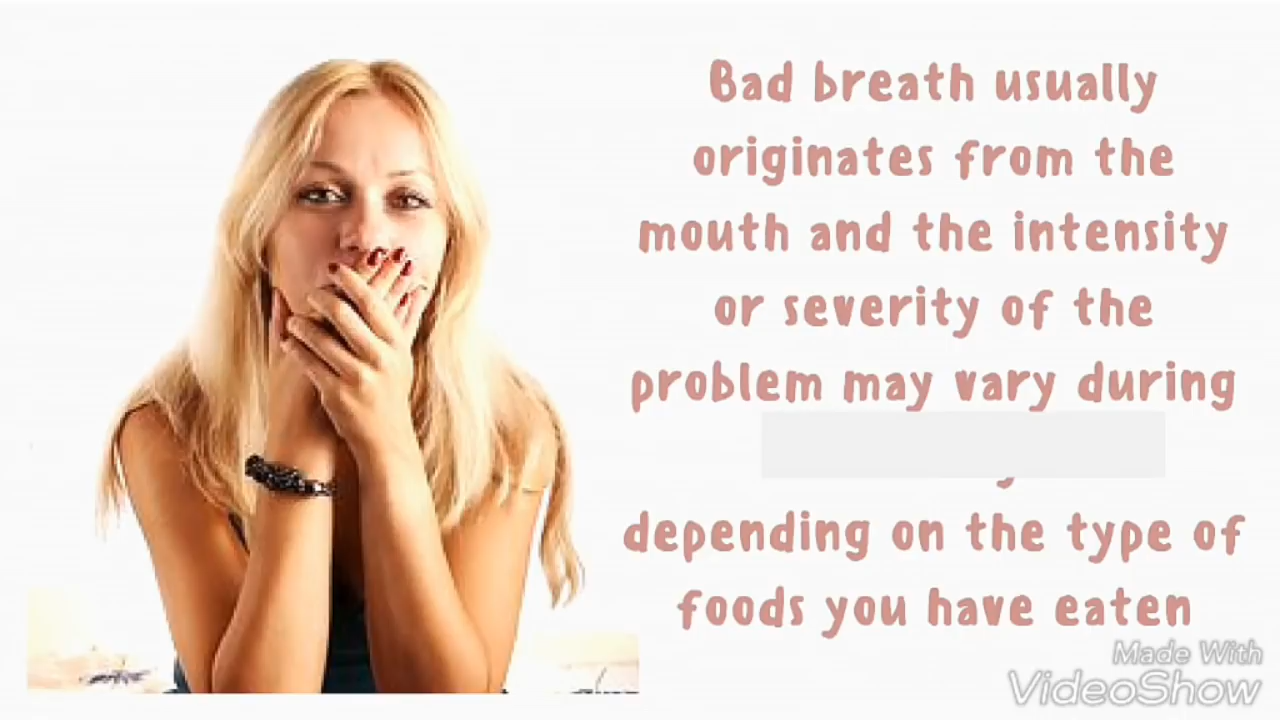 Bad breath usually
originates from the
mouth and the intensity
or severity of the
problem may vary during
depending on the type of
foods you have eaten
Made With
VideoShow